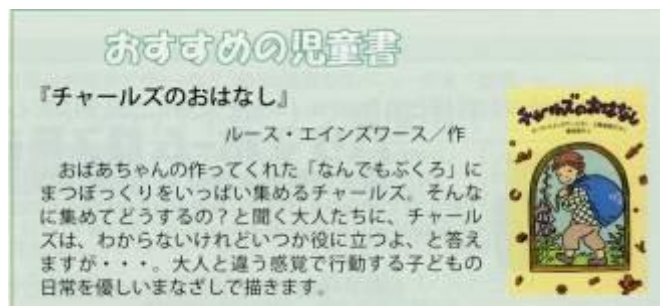 おすすめの児童書
『チャールズのおはなし』
ルース・エインズワース／作
おばあちゃんの作ってくれた「なんでもぶくろ」に
まつぼっくりをいっぱい集めるチャールズ。そんな
に集めてどうするの？と聞く大人たちに、チャール
ズは、わからないけれどいつか役に立つよ、と答え
ますが・・・。大人と違う感覚で行動する子どもの
日常を優しいまなざしで描きます。
チャールズのおはなし